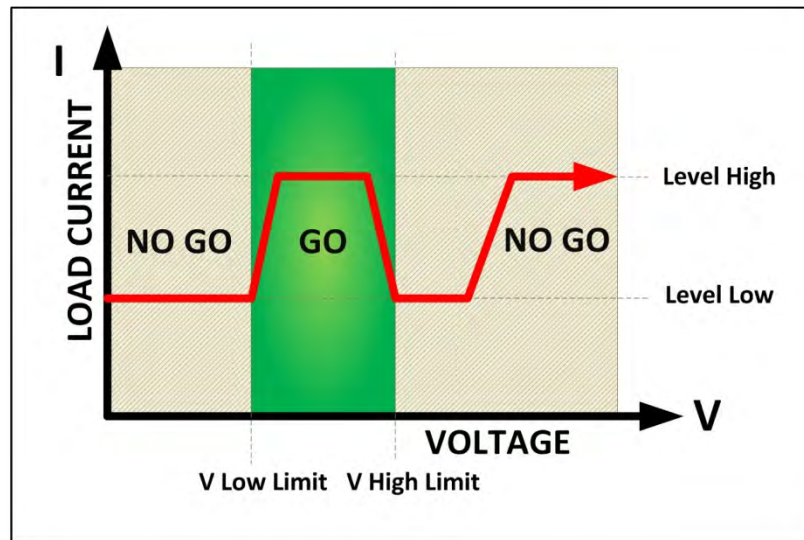 I
LOAD CURRENT
NO GO
GO
NO GO
Level High
Level Low
V
VOLTAGE
V Low Limit
V High Limit